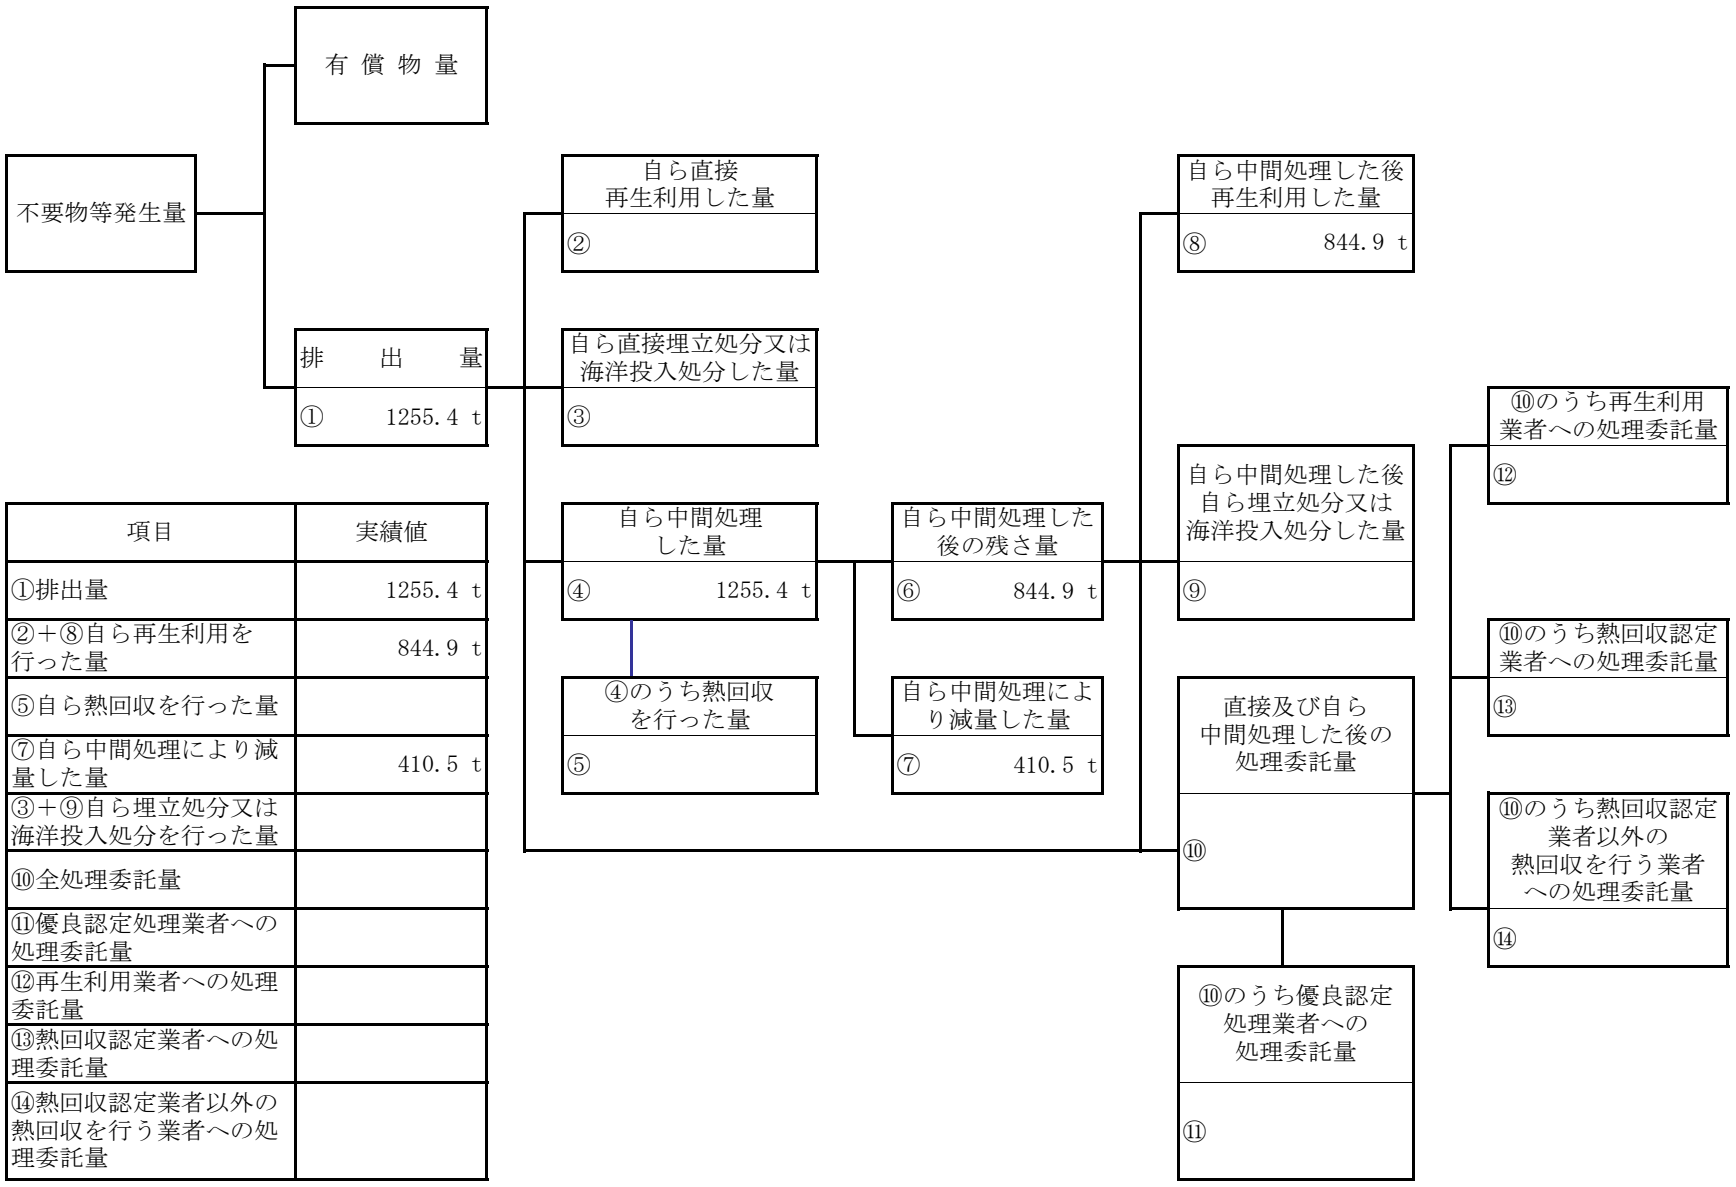 有償物量
不要物等発生量
排出量
① 1255.4 t
自ら直接
再生利用した量
②
自ら直接埋立処分又は
海洋投入処分した量
③
自ら中間処理
した量
④ 1255.4 t
④のうち熱回収
を行った量
⑤
自ら中間処理した
後の残さ量
⑥ 844.9 t
自ら中間処理によ
り減量した量
⑦ 410.5 t
自ら中間処理した後
再生利用した量
⑧ 844.9 t
自ら中間処理した後
自ら埋立処分又は
海洋投入処分した量
⑨
直接及び自ら
中間処理した後の
処理委託量
⑩
⑩のうち優良認定
処理業者への
処理委託量
⑪
⑩のうち再生利用
業者への処理委託量
⑫
⑩のうち熱回収認定
業者への処理委託量
⑬
⑩のうち熱回収認定
業者以外の
熱回収を行う業者
への処理委託量
⑭
項目 実績値
①排出量 1255.4 t
②＋⑧自ら再生利用を
行った量 844.9 t
⑤自ら熱回収を行った量
⑦自ら中間処理により減
量した量 410.5 t
③＋⑨自ら埋立処分又は
海洋投入処分を行った量
⑩全処理委託量
⑪優良認定処理業者への
処理委託量
⑫再生利用業者への処理
委託量
⑬熱回収認定業者への処
理委託量
⑭熱回収認定業者以外の
熱回収を行う業者への処
理委託量